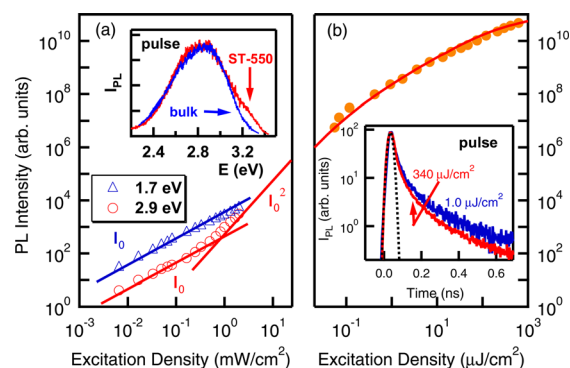 (a)
pulse
ST-550
bulk
I_PL
2.4 2.8 3.2
E (eV)
1.7 eV
2.9 eV
I_0
I_0
I_0^2
PL Intensity (arb. units)
10^10
10^8
10^6
10^4
10^2
10^0
10^-3 10^-2 10^-1 10^0 10^1
Excitation Density (mW/cm^2)
(b)
pulse
340 μJ/cm^2
1.0 μJ/cm^2
I_PL (arb. units)
10^2
10^1
10^0
0.0 0.2 0.4 0.6
Time (ns)
10^10
10^8
10^6
10^4
10^2
10^0
10^-1 10^1 10^3
Excitation Density (μJ/cm^2)